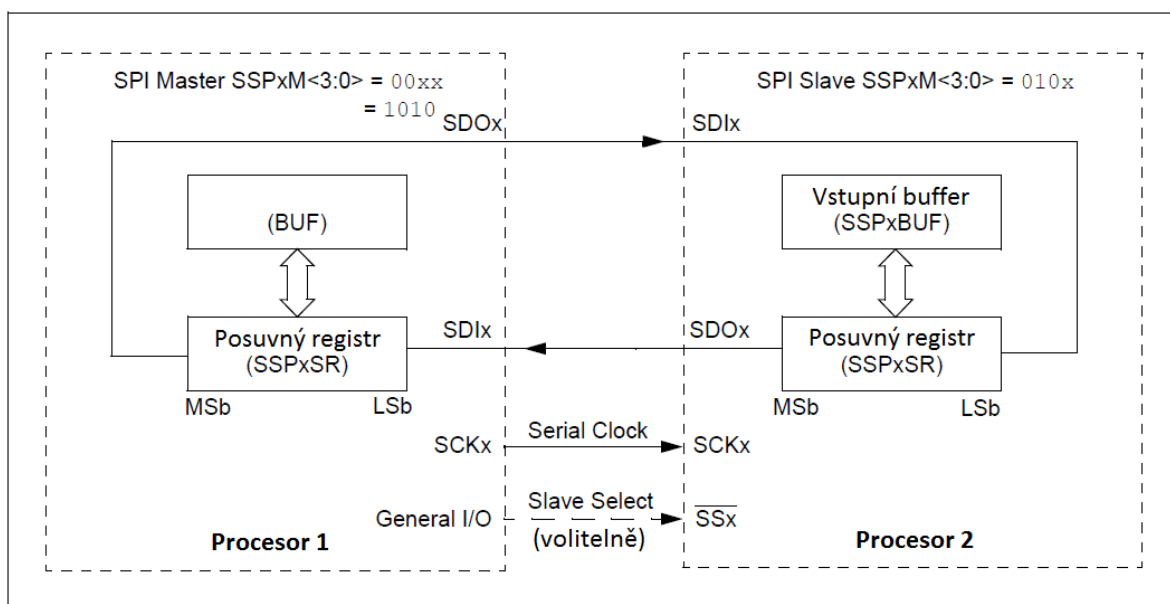 SPI Master SSPxM<3:0> = 00xx
= 1010
SDOx
(BUF)
Posuvný registr
(SSPxSR)
MSb
LSb
SDIx
SCKx
General I/O
Procesor 1
Serial Clock
Slave Select
(volitelně)
SPI Slave SSPxM<3:0> = 010x
SDIx
Vstupní buffer
(SSPxBUF)
SDOx
Posuvný registr
(SSPxSR)
MSb
LSb
SCKx
SSx
Procesor 2